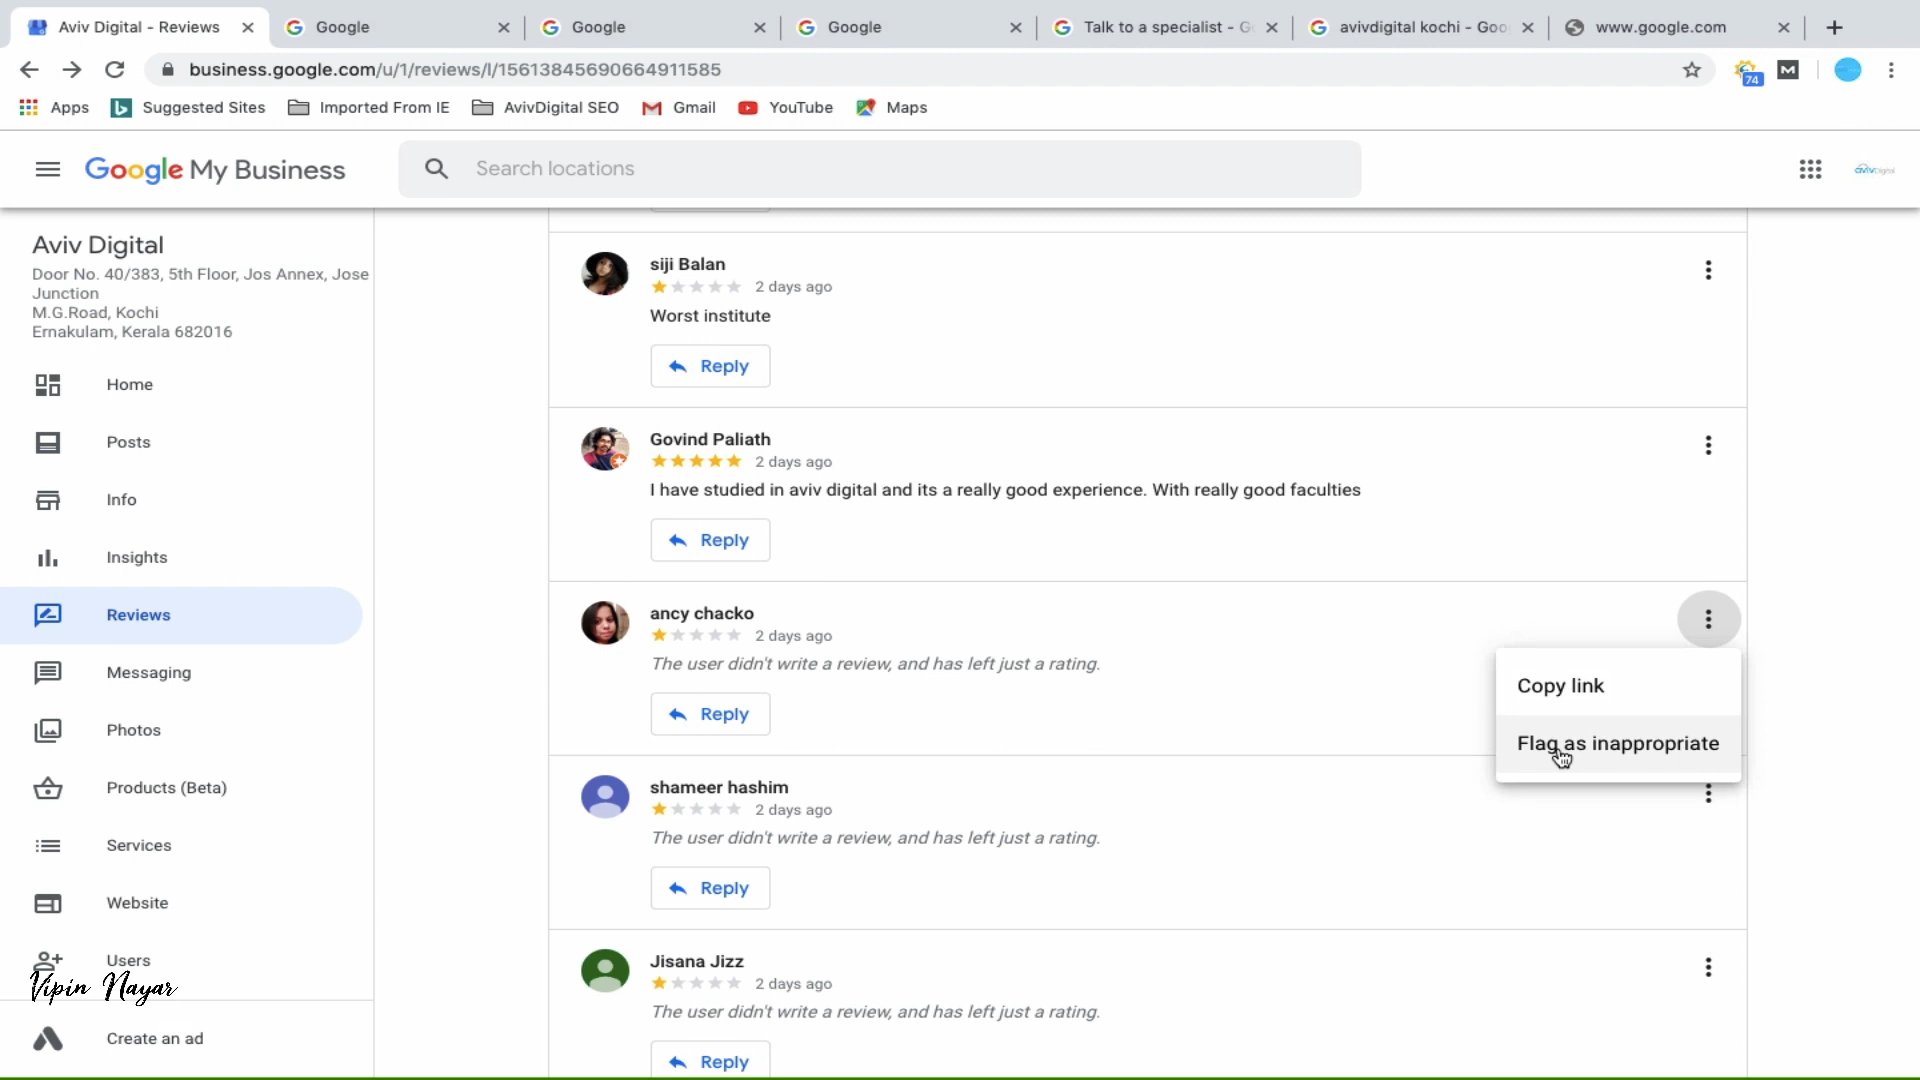 Aviv Digital - Reviews
Google
Google
Google
Talk to a specialist - G
avivdigital kochi - Goo
www.google.com
business.google.com/u/1/reviews/l/15613845690664911585
74
M
Apps
Suggested Sites
Imported From IE
AvivDigital SEO
Gmail
YouTube
Maps
Google My Business
Search locations
avivDigital
Aviv Digital
Door No. 40/383, 5th Floor, Jos Annex, Jose
Junction
M.G.Road, Kochi
Ernakulam, Kerala 682016
Home
Posts
Info
Insights
Reviews
Messaging
Photos
Products (Beta)
Services
Website
Users
Vipin Nayar
Create an ad
siji Balan
2 days ago
Worst institute
Reply
Govind Paliath
2 days ago
I have studied in aviv digital and its a really good experience. With really good faculties
Reply
ancy chacko
2 days ago
The user didn't write a review, and has left just a rating.
Reply
Copy link
Flag as inappropriate
shameer hashim
2 days ago
The user didn't write a review, and has left just a rating.
Reply
Jisana Jizz
2 days ago
The user didn't write a review, and has left just a rating.
Reply